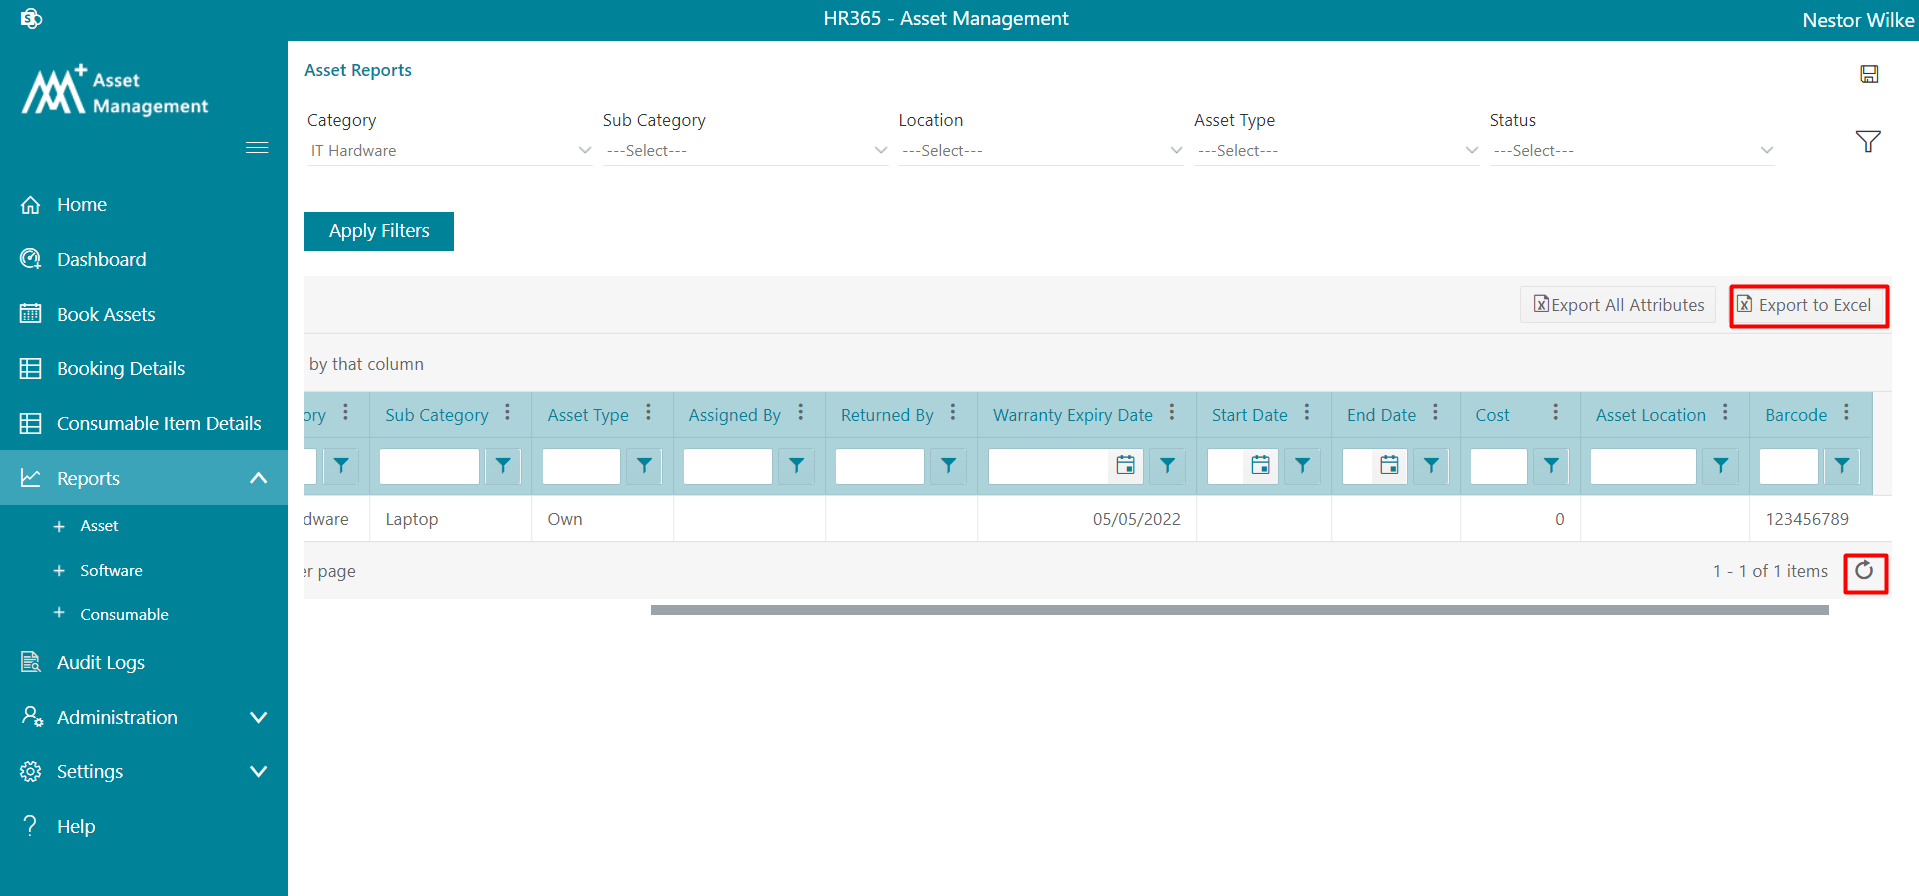 HR365 - Asset Management
Nestor Wilke
Asset
Management
Home
Dashboard
Book Assets
Booking Details
Consumable Item Details
Reports
Asset
Software
Consumable
Audit Logs
Administration
Settings
? Help
Asset Reports
Category Sub Category Location Asset Type Status
IT Hardware ---Select--- ---Select--- ---Select--- ---Select---
Apply Filters
Export All Attributes Export to Excel
by that column
ory Sub Category Asset Type Assigned By Returned By Warranty Expiry Date Start Date End Date Cost Asset Location Barcode
dware Laptop Own 05/05/2022 0 123456789
er page 1 - 1 of 1 items